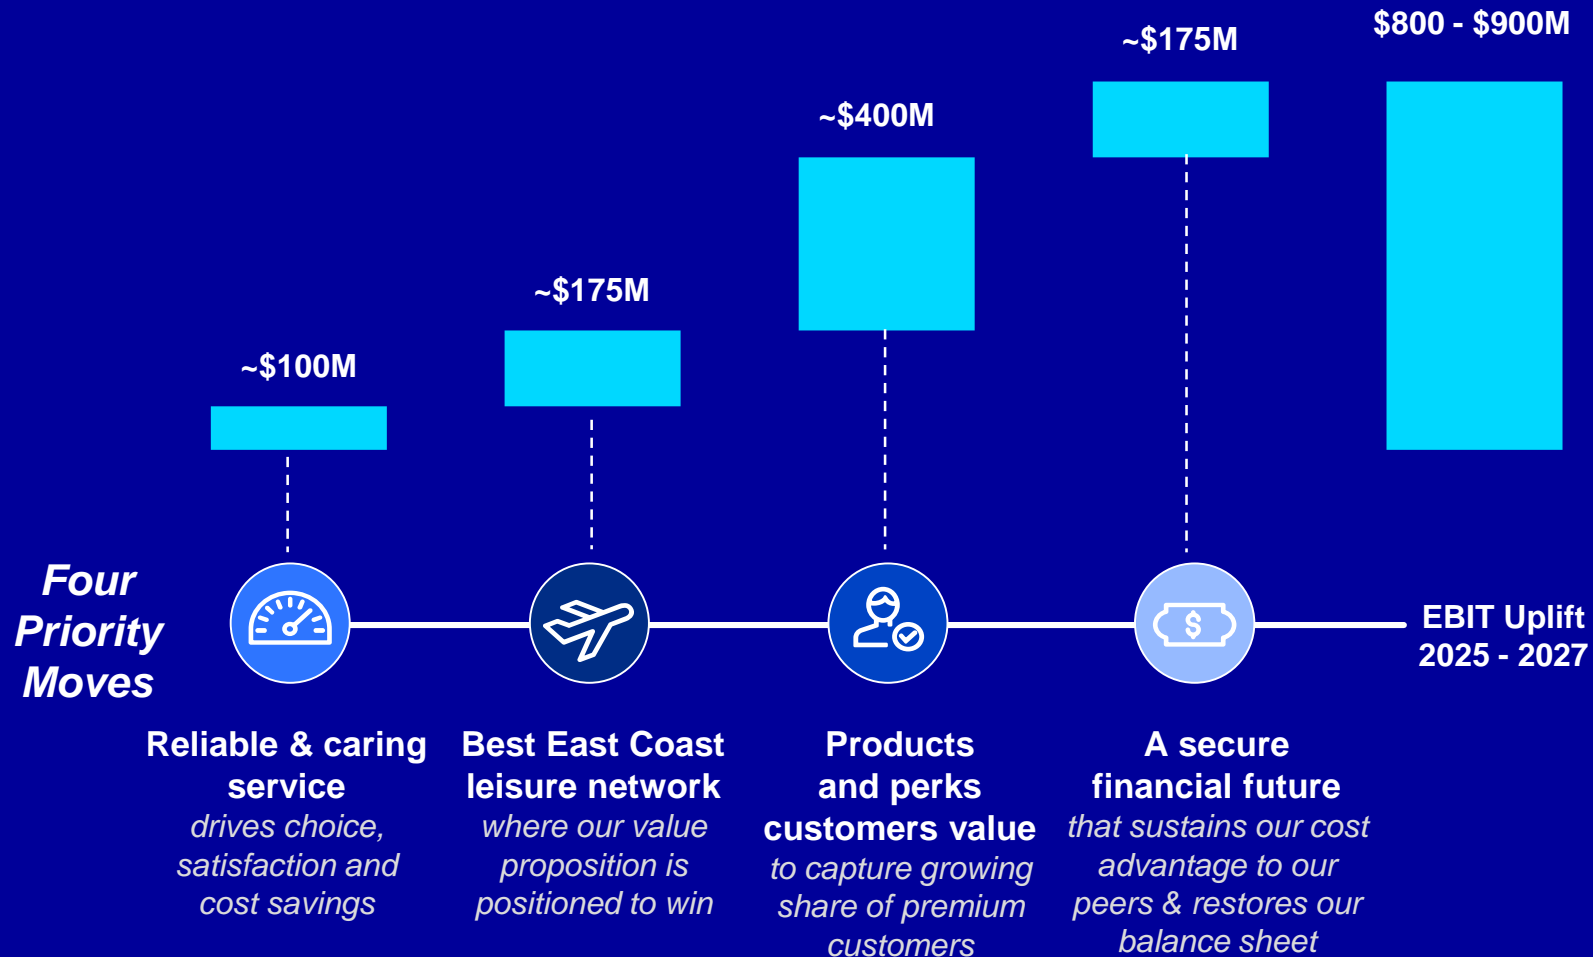 ~$100M
~$175M
~$400M
~$175M
$800 - $900M
Four
Priority
Moves
$
EBIT Uplift
2025 - 2027
Reliable & caring
service
drives choice,
satisfaction and
cost savings
Best East Coast
leisure network
where our value
proposition is
positioned to win
Products
and perks
customers value
to capture growing
share of premium
customers
A secure
financial future
that sustains our cost
advantage to our
peers & restores our
balance sheet